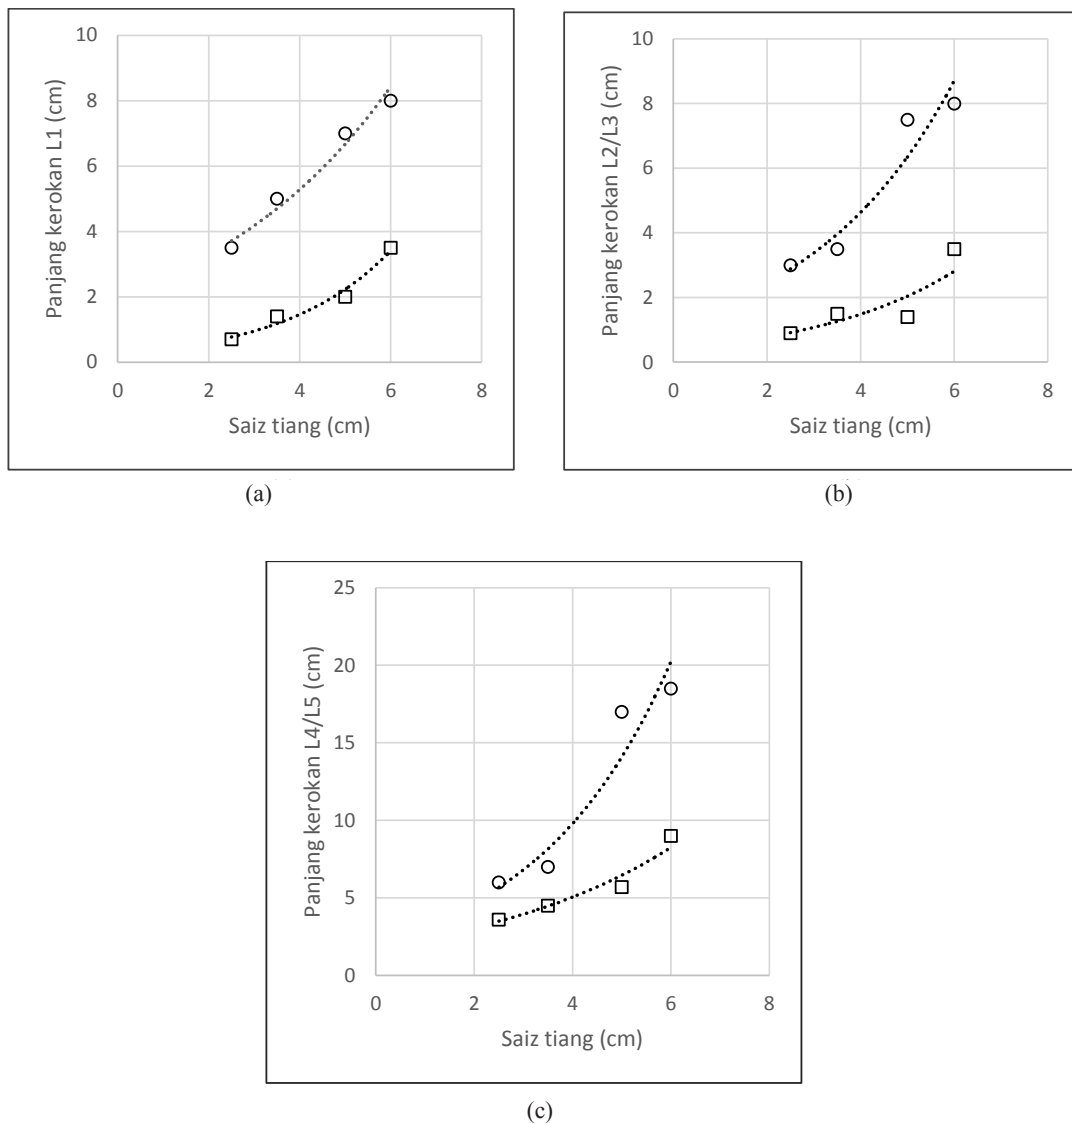 Panjang kerokan L1 (cm)
10
8
6
4
2
0
0 2 4 6 8
Saiz tiang (cm)
(a)
Panjang kerokan L2/L3 (cm)
10
8
6
4
2
0
0 2 4 6 8
Saiz tiang (cm)
(b)
Panjang kerokan L4/L5 (cm)
25
20
15
10
5
0
0 2 4 6 8
Saiz tiang (cm)
(c)